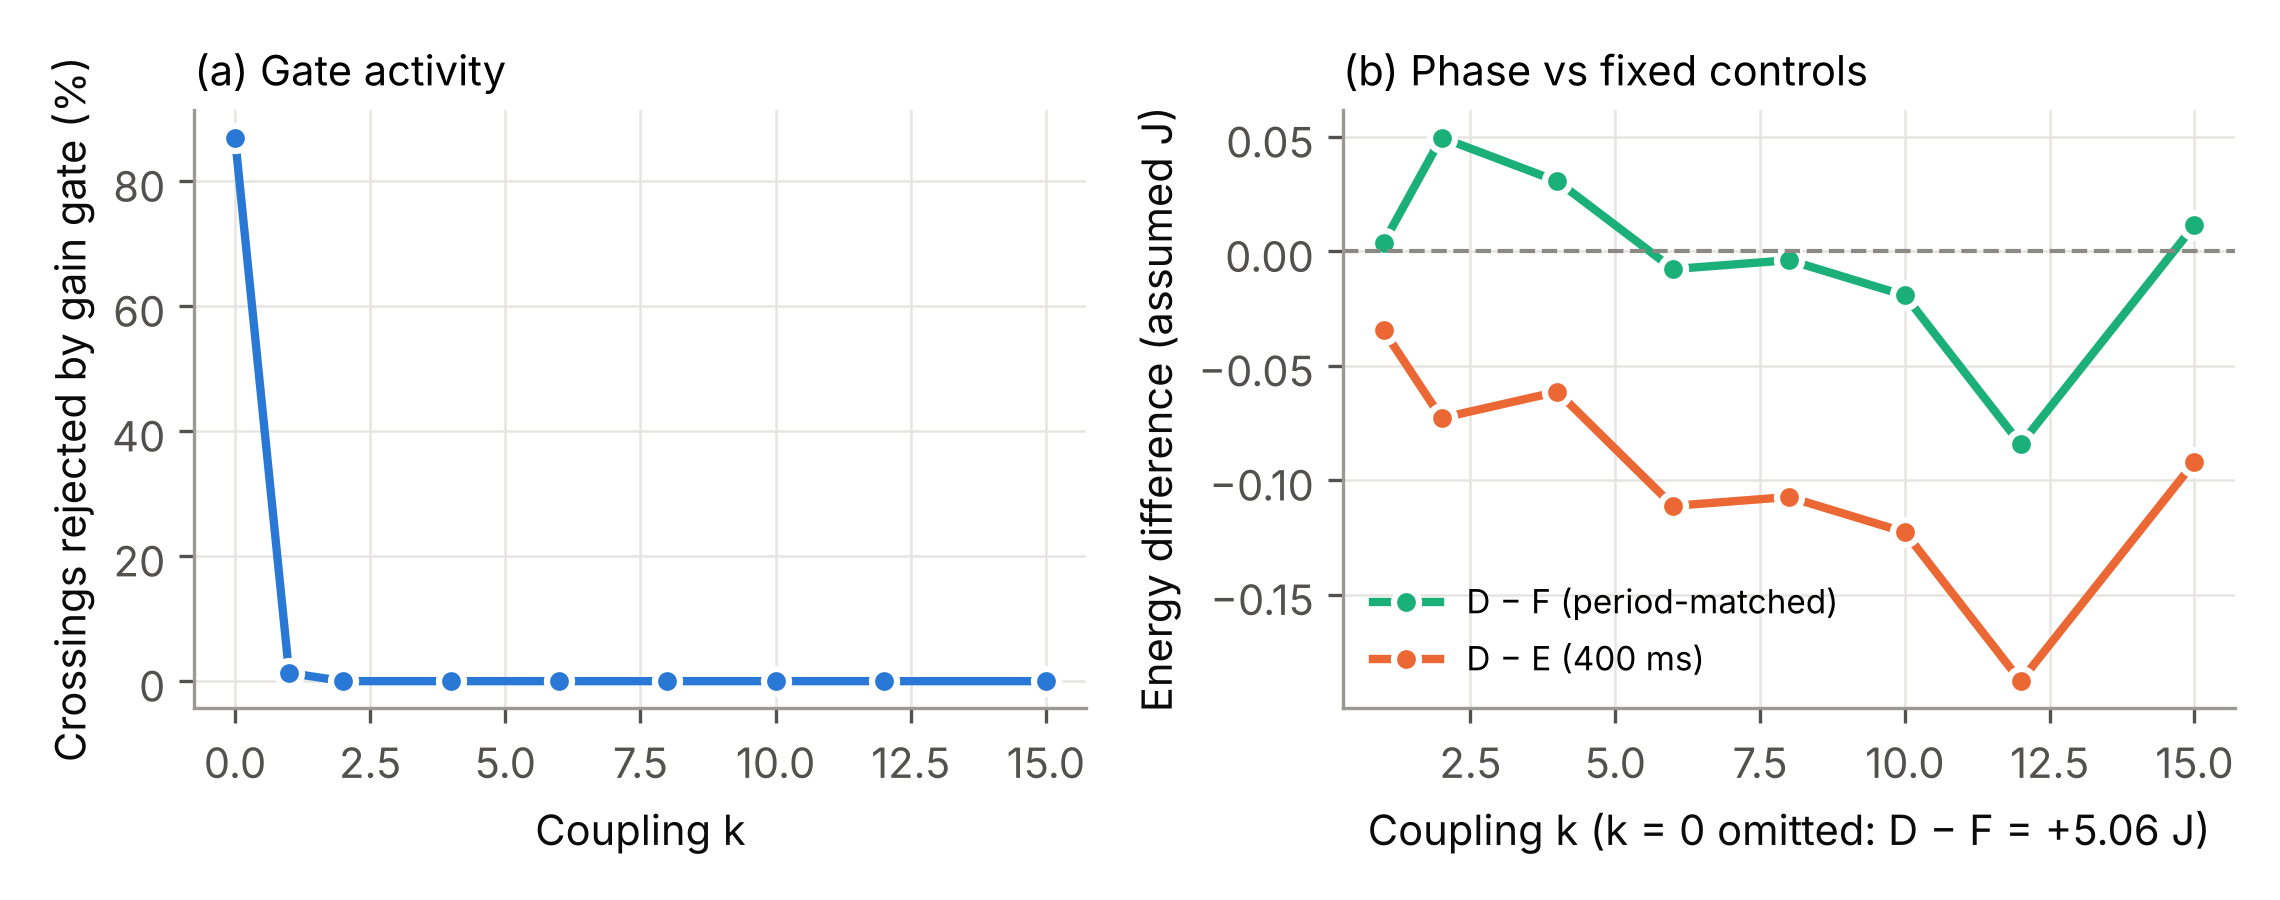 (a) Gate activity
Crossings rejected by gain gate (%)
80
60
40
20
0
0.0 2.5 5.0 7.5 10.0 12.5 15.0
Coupling k
(b) Phase vs fixed controls
Energy difference (assumed J)
0.05
0.00
−0.05
−0.10
−0.15
D − F (period-matched)
D − E (400 ms)
2.5 5.0 7.5 10.0 12.5 15.0
Coupling k (k = 0 omitted: D − F = +5.06 J)